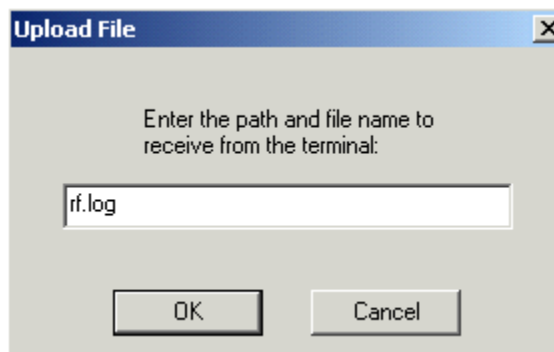 Upload File
Enter the path and file name to
receive from the terminal:
rf.log
OK
Cancel